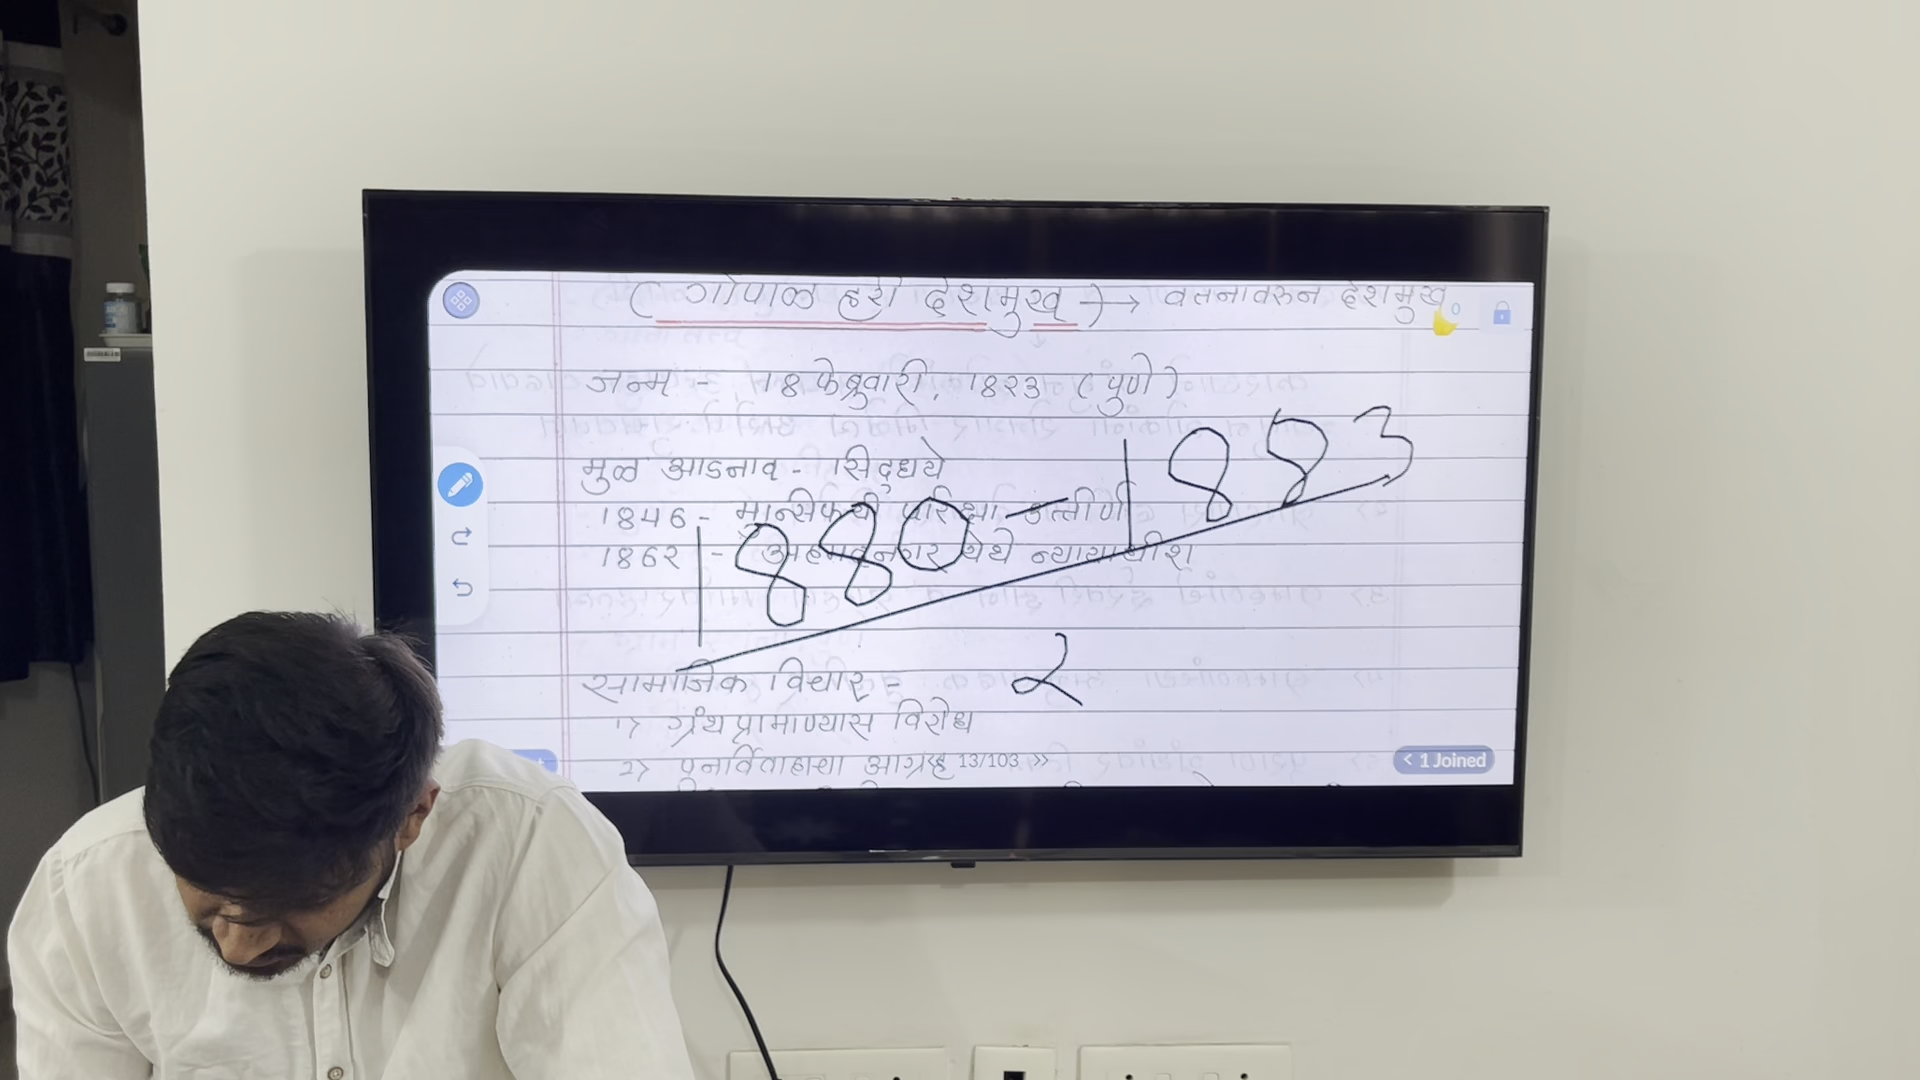 ( गोपाळ हरी देशमुख ) → वतनावरून देशमुख
जन्म - 18 फेब्रुवारी, 1823 (पुणे)
मुळ आडनाव - सिद्धये
1846 - मुन्सिफची परिक्षा उत्तीर्ण
1862 - अहमदनगर येथे न्यायाधीश
1880 - 1883
2
सामाजिक विचार -
1> ग्रंथप्रामाण्यास विरोध
2> पुनर्विवाहाचा आग्रह
13/103 >>
< 1 Joined